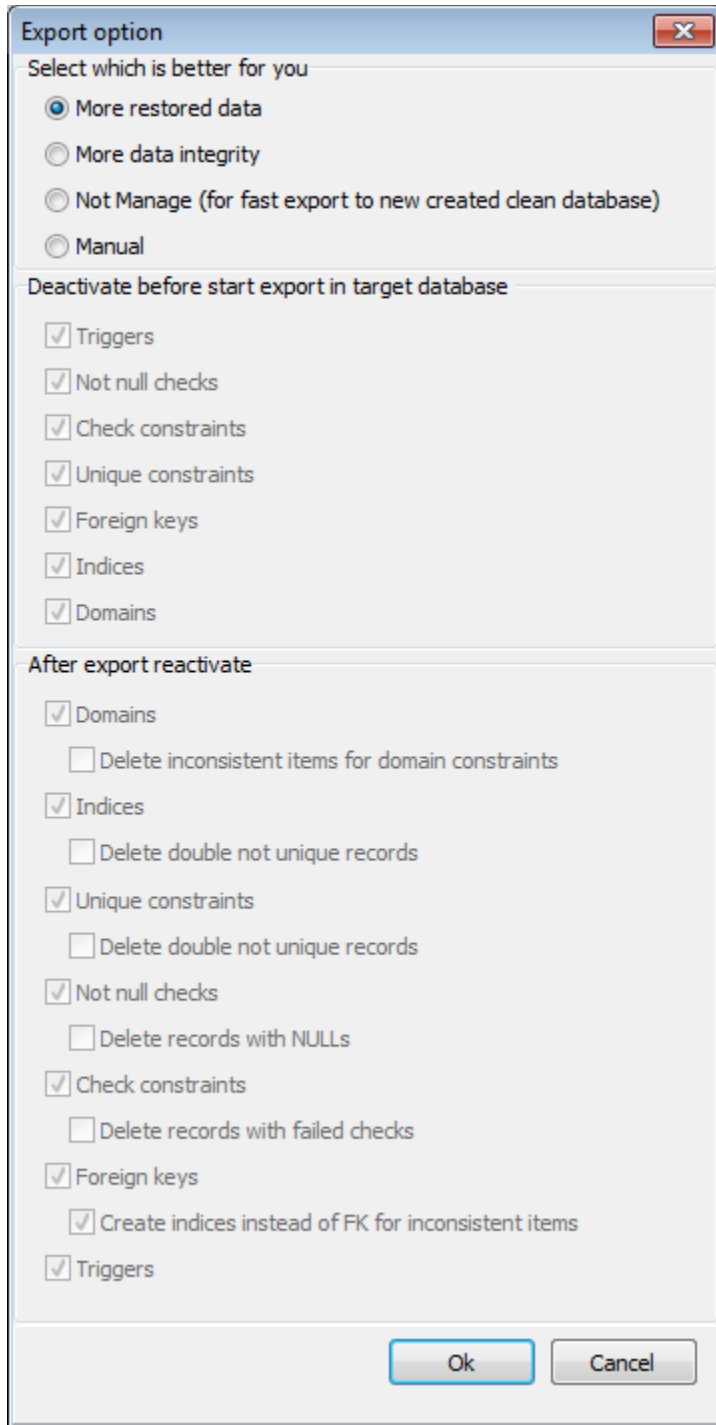 Export option
Select which is better for you
More restored data
More data integrity
Not Manage (for fast export to new created clean database)
Manual
Deactivate before start export in target database
Triggers
Not null checks
Check constraints
Unique constraints
Foreign keys
Indices
Domains
After export reactivate
Domains
Delete inconsistent items for domain constraints
Indices
Delete double not unique records
Unique constraints
Delete double not unique records
Not null checks
Delete records with NULLs
Check constraints
Delete records with failed checks
Foreign keys
Create indices instead of FK for inconsistent items
Triggers
Ok Cancel